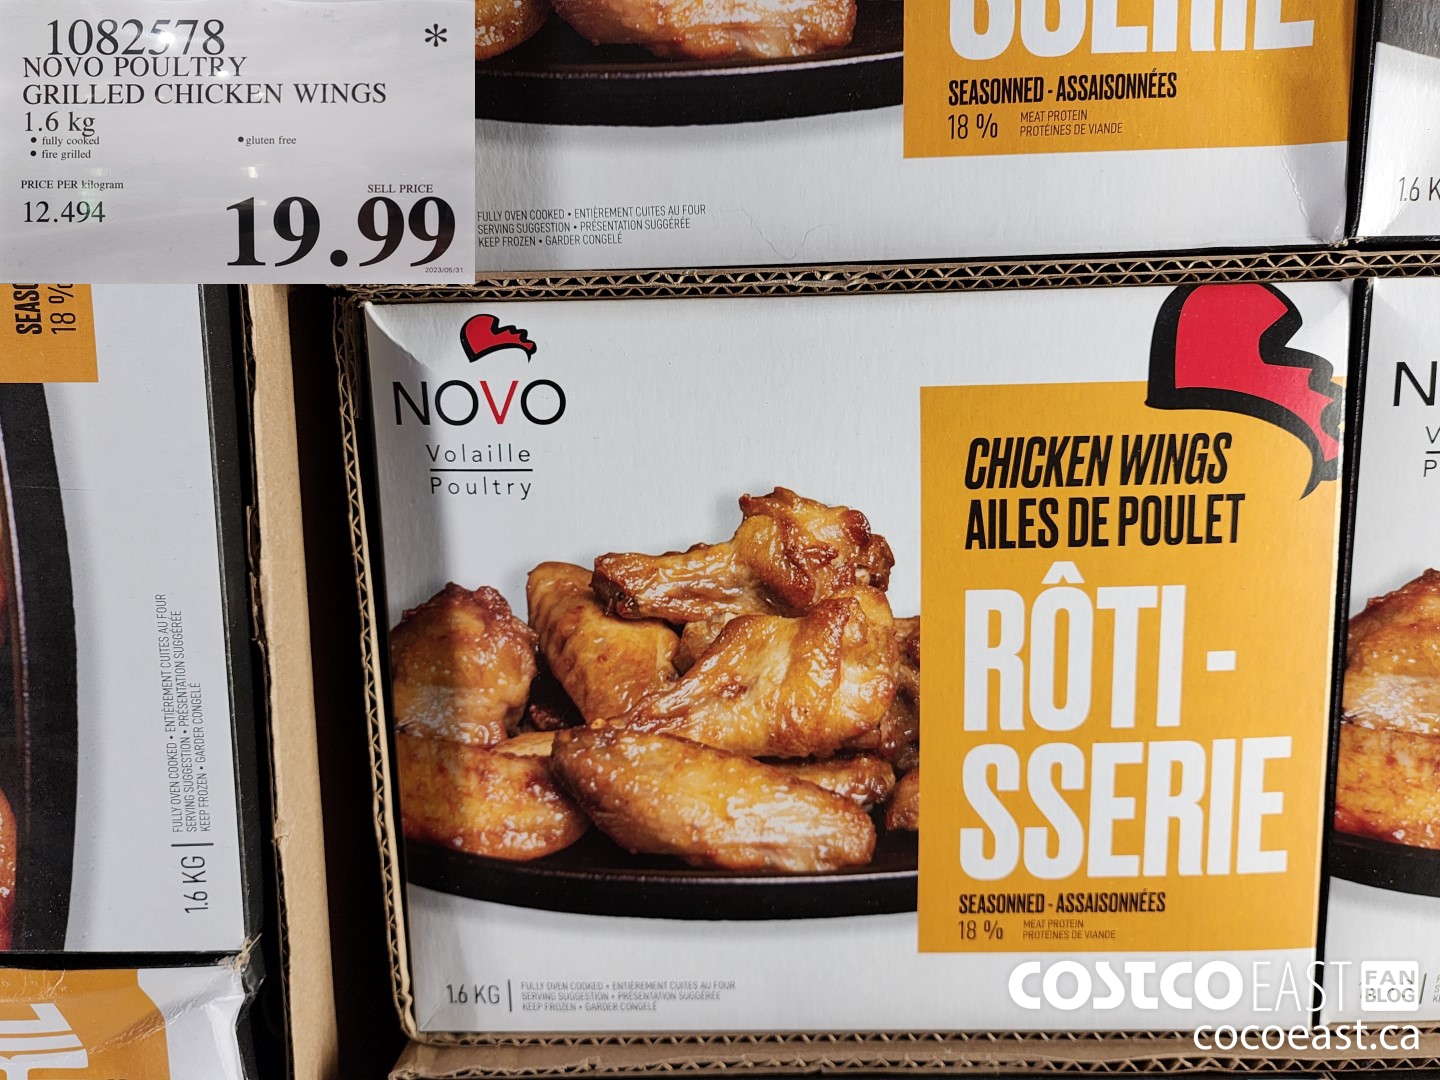 1082578 *
NOVO POULTRY
GRILLED CHICKEN WINGS
1.6 kg
• fully cooked
• gluten free
• fire grilled
PRICE PER kilogram
12.494
SELL PRICE
19.99
2023/05/31
SSERIE
SEASONNED - ASSAISONNÉES
18 %
MEAT PROTEIN
PROTÉINES DE VIANDE
FULLY OVEN COOKED • ENTIÈREMENT CUITES AU FOUR
SERVING SUGGESTION • PRÉSENTATION SUGGÉRÉE
KEEP FROZEN • GARDER CONGELÉ
1.6 K
SEAS
18 %
FULLY OVEN COOKED • ENTIÈREMENT CUITES AU FOUR
SERVING SUGGESTION • PRÉSENTATION SUGGÉRÉE
KEEP FROZEN • GARDER CONGELÉ
1.6 KG
NOVO
Volaille
Poultry
CHICKEN WINGS
AILES DE POULET
RÔTI-
SSERIE
SEASONNED - ASSAISONNÉES
18 %
MEAT PROTEIN
PROTÉINES DE VIANDE
1.6 KG
FULLY OVEN COOKED • ENTIÈREMENT CUITES AU FOUR
SERVING SUGGESTION • PRÉSENTATION SUGGÉRÉE
KEEP FROZEN • GARDER CONGELÉ
N
V
P
COSTCO EAST FAN BLOG
cocoeast.ca